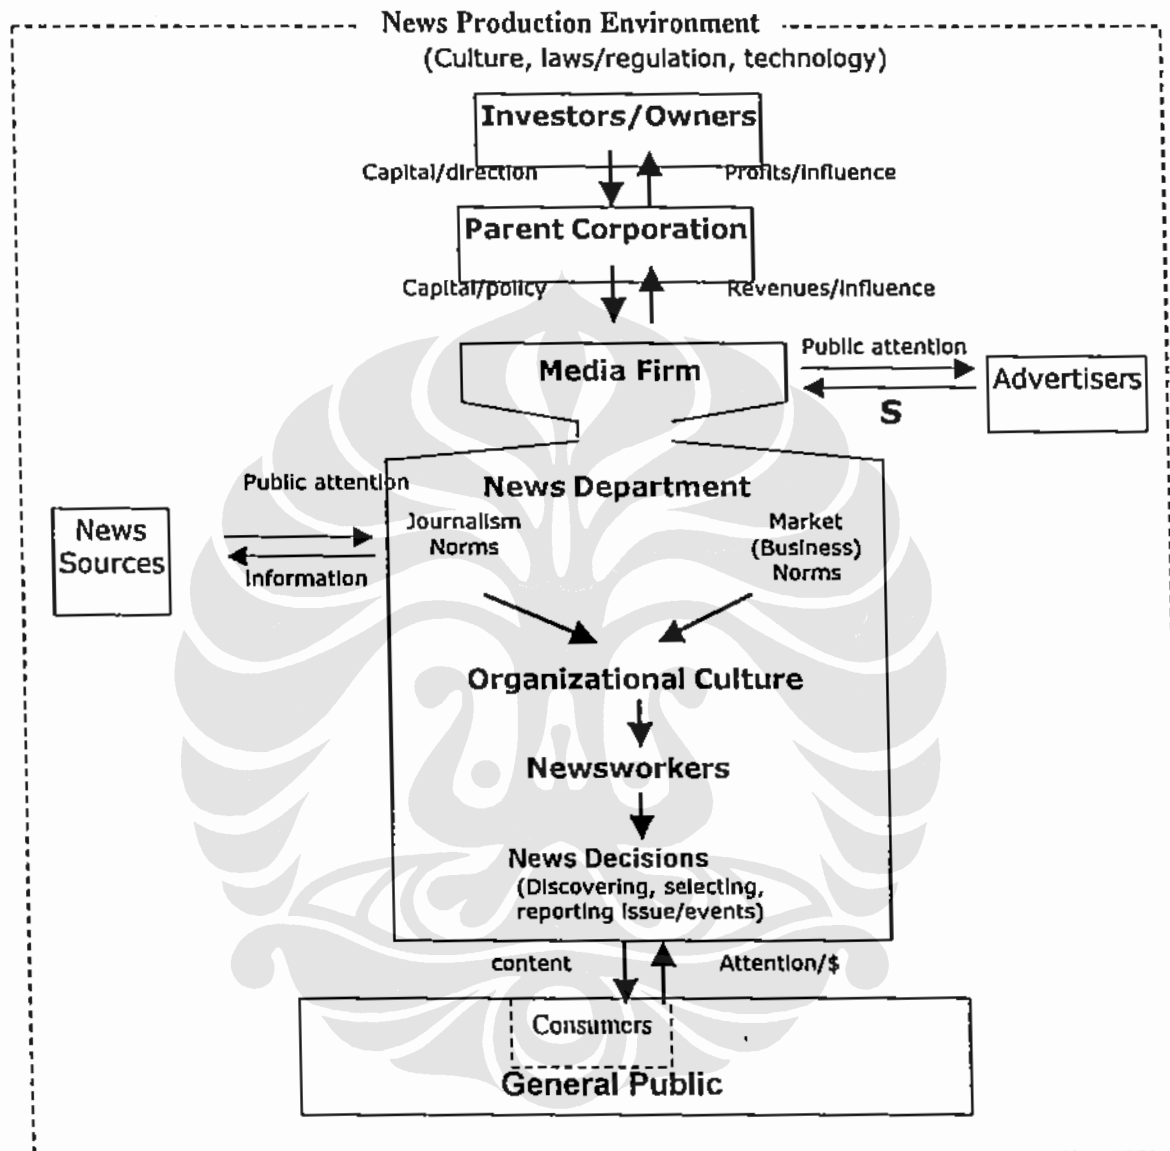 News Production Environment
(Culture, laws/regulation, technology)
Investors/Owners
Capital/direction
Profits/influence
Parent Corporation
Capital/policy
Revenues/influence
Media Firm
Public attention
Advertisers
S
Public attention
News Department
News
Sources
Information
Journalism
Norms
Market
(Business)
Norms
Organizational Culture
Newsworkers
News Decisions
(Discovering, selecting,
reporting issue/events)
content
Attention/$
Consumers
General Public